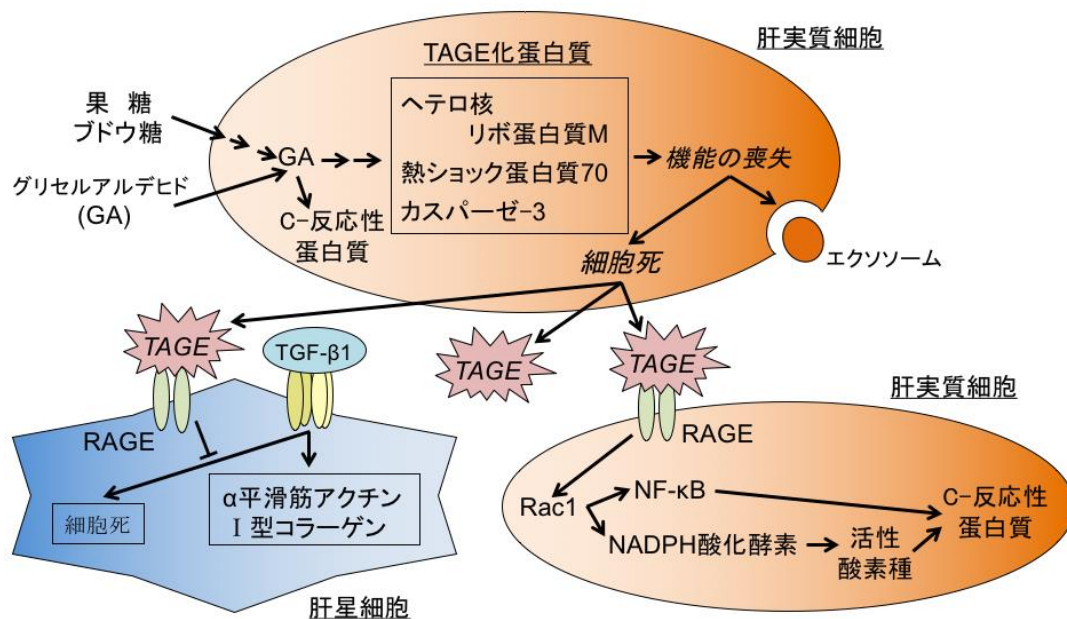 肝実質細胞
TAGE化蛋白質
果 糖
ブドウ糖
グリセルアルデヒド
(GA)
GA
C-反応性
蛋白質
ヘテロ核
リボ蛋白質M
熱ショック蛋白質70
カスパーゼ-3
機能の喪失
細胞死
エクソソーム
TAGE
TGF-β1
TAGE
TAGE
RAGE
細胞死
α平滑筋アクチン
Ⅰ型コラーゲン
肝星細胞
肝実質細胞
RAGE
Rac1
NF-κB
NADPH酸化酵素
活性
酸素種
C-反応性
蛋白質